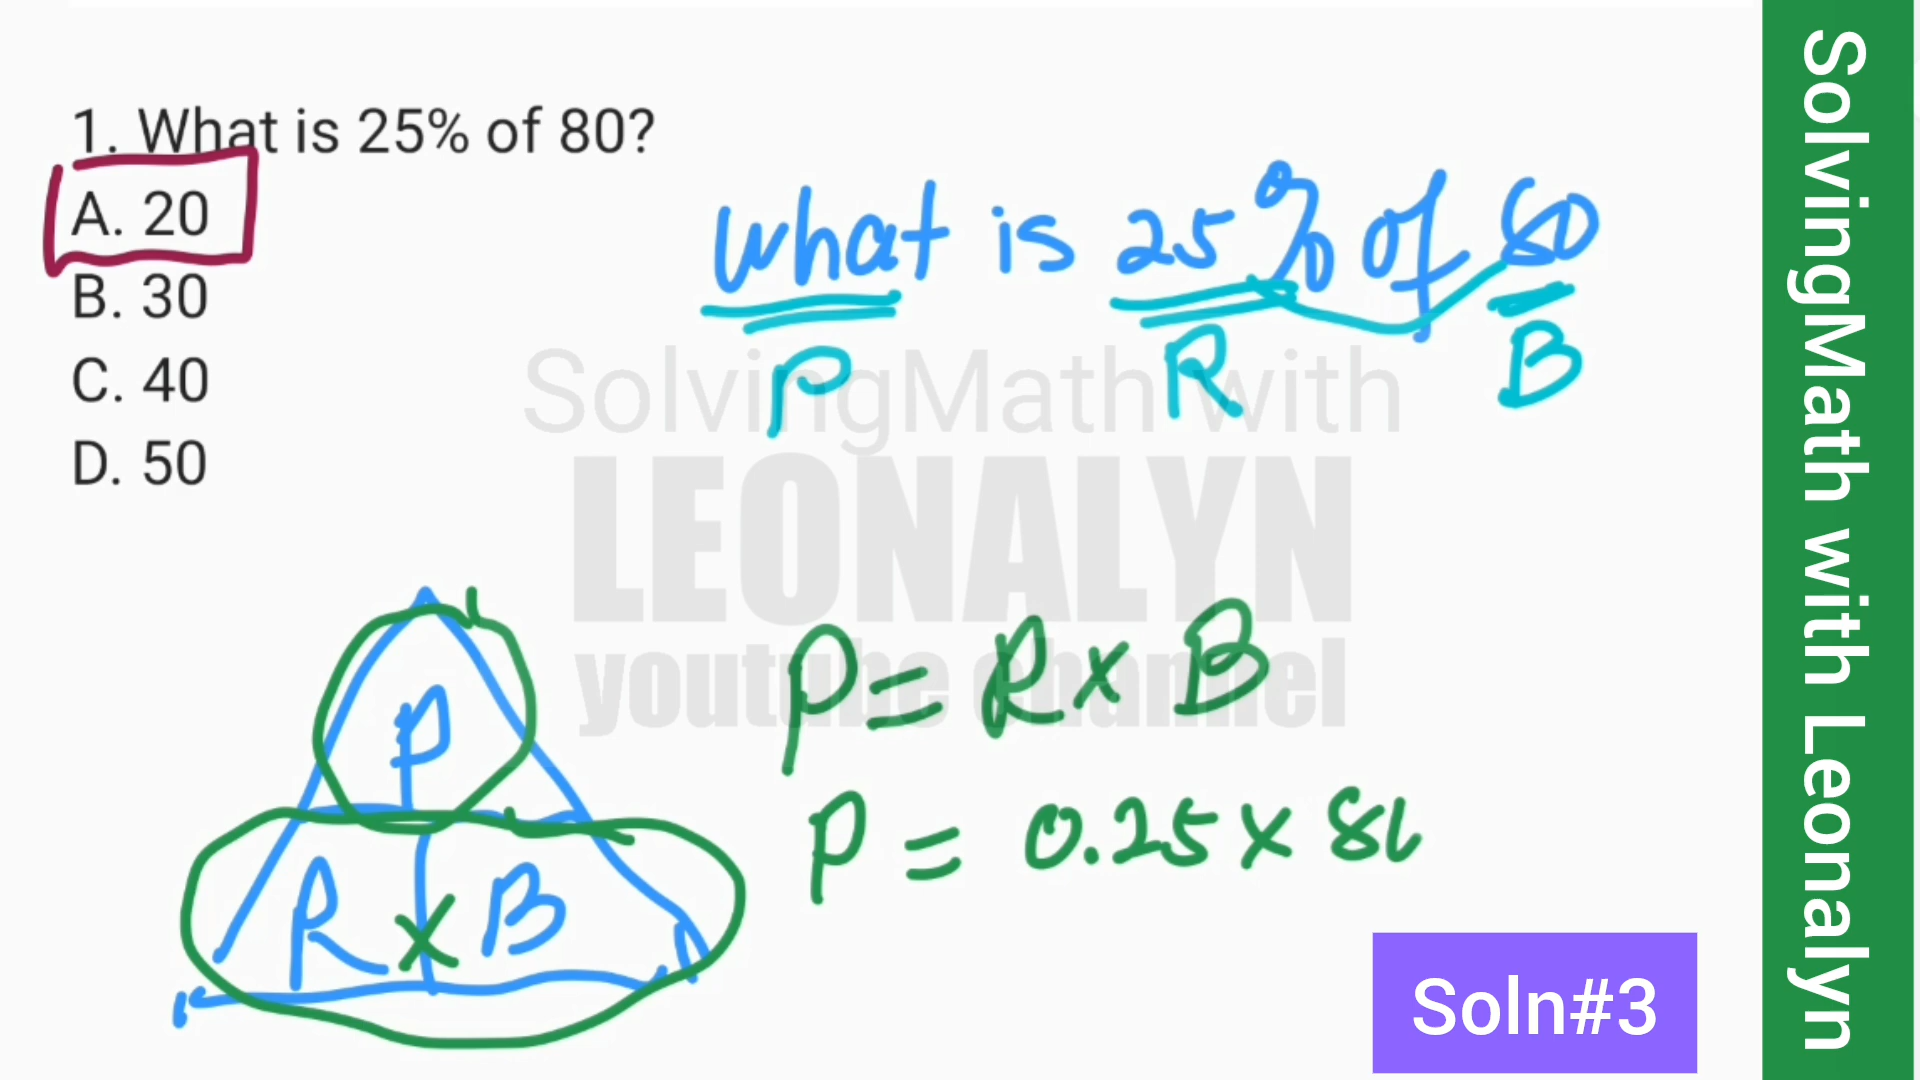 1. What is 25% of 80?
A. 20
B. 30
C. 40
D. 50
What is 25% of 80
P R B
SolvingMath with
LEONALYN
youtube channel
P = R x B
P = 0.25 x 80
P
R x B
Soln#3
SolvingMath with Leonalyn